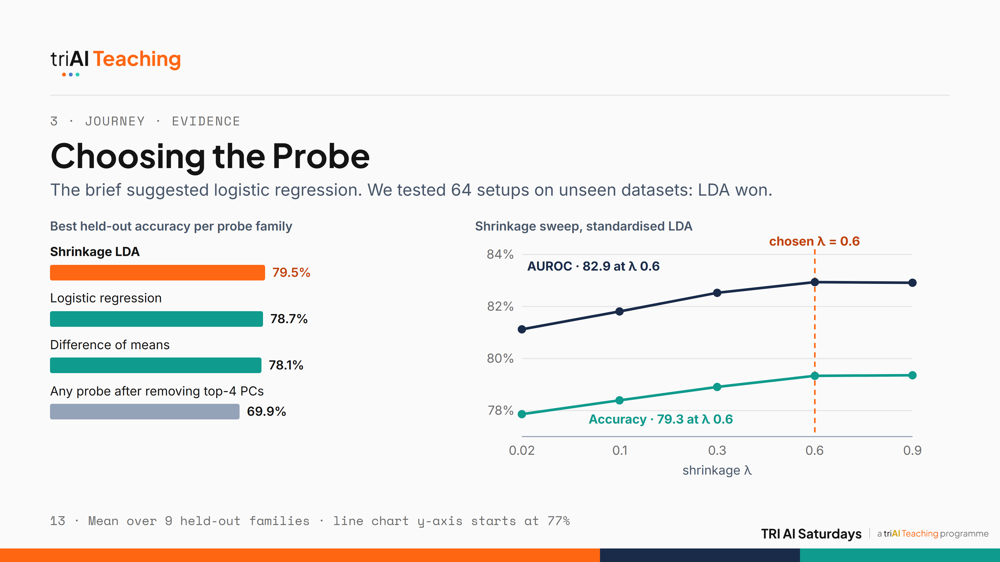 triAI Teaching
3 · JOURNEY · EVIDENCE
Choosing the Probe
The brief suggested logistic regression. We tested 64 setups on unseen datasets: LDA won.
Best held-out accuracy per probe family
Shrinkage LDA
79.5%
Logistic regression
78.7%
Difference of means
78.1%
Any probe after removing top-4 PCs
69.9%
Shrinkage sweep, standardised LDA
chosen λ = 0.6
84%
AUROC · 82.9 at λ 0.6
82%
80%
78%
Accuracy · 79.3 at λ 0.6
0.02 0.1 0.3 0.6 0.9
shrinkage λ
13 · Mean over 9 held-out families · line chart y-axis starts at 77%
TRI AI Saturdays a triAI Teaching programme